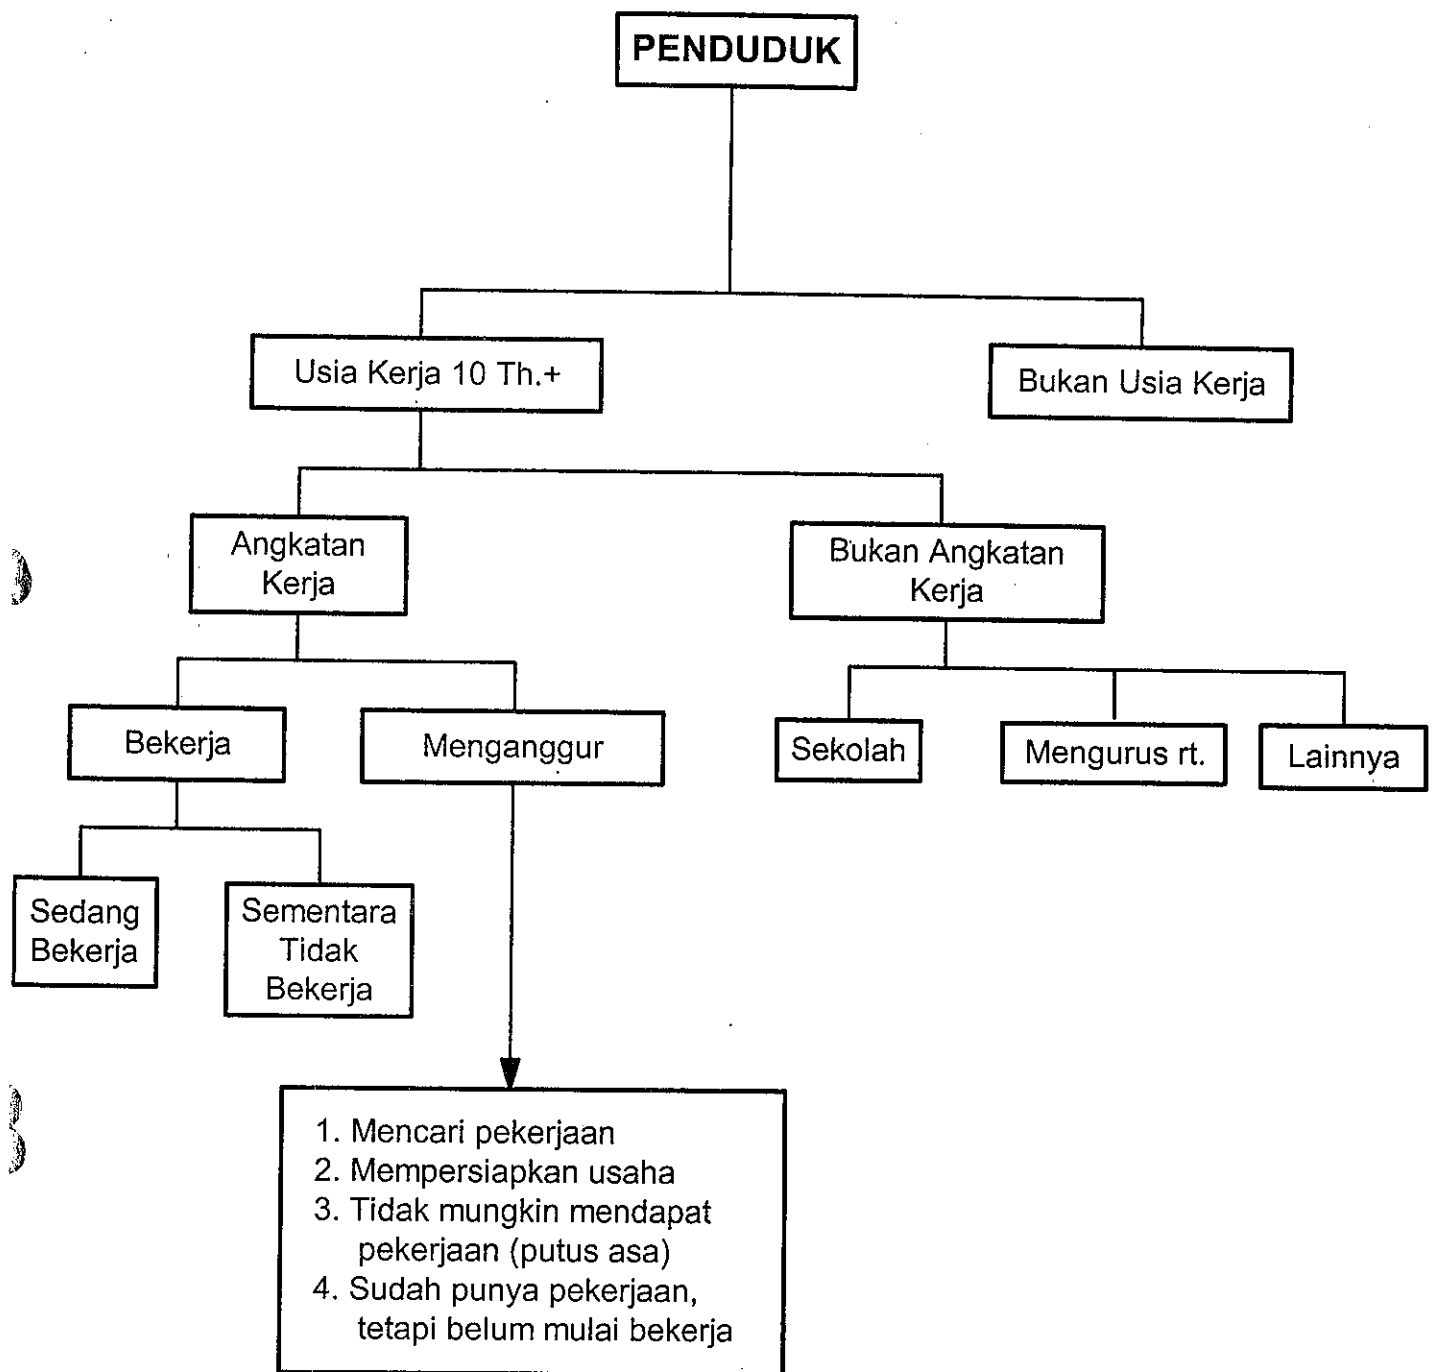 PENDUDUK
Usia Kerja 10 Th.+
Bukan Usia Kerja
Angkatan
Kerja
Bukan Angkatan
Kerja
Bekerja
Menganggur
Sekolah
Mengurus rt.
Lainnya
Sedang
Bekerja
Sementara
Tidak
Bekerja
1. Mencari pekerjaan
2. Mempersiapkan usaha
3. Tidak mungkin mendapat
pekerjaan (putus asa)
4. Sudah punya pekerjaan,
tetapi belum mulai bekerja